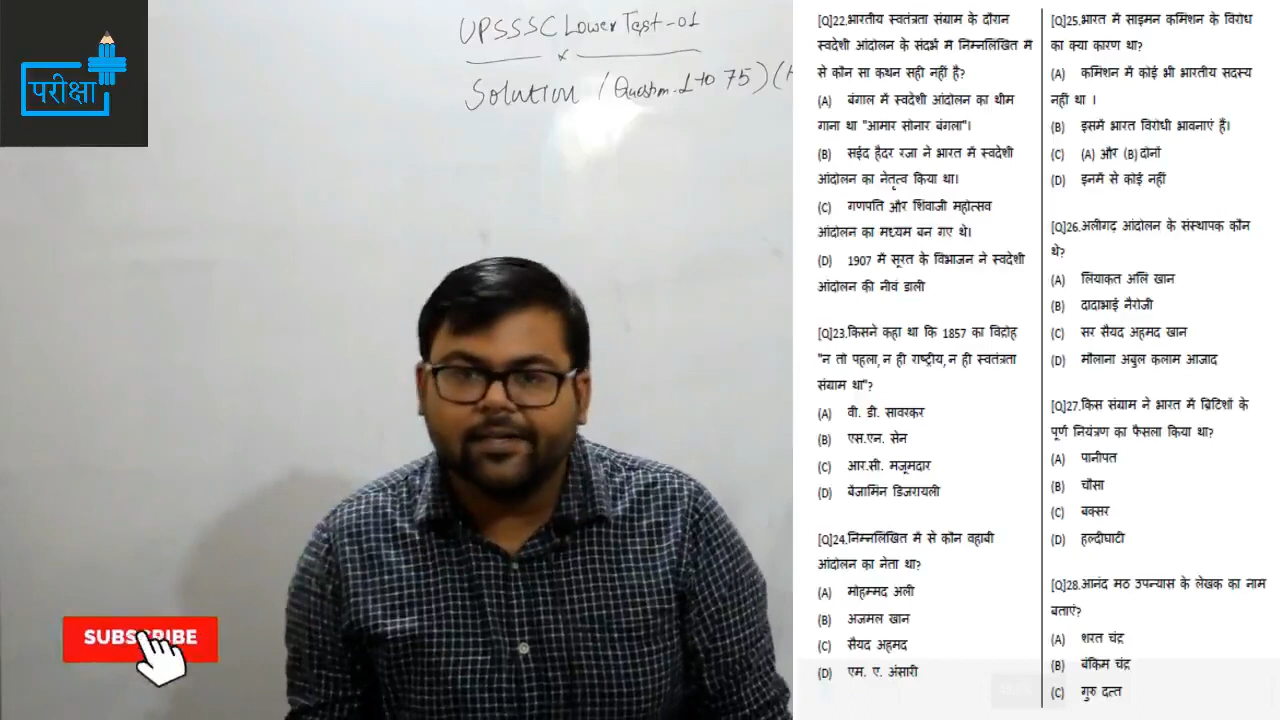 परीक्षा
UPSSSC Lower Test-01
Solution (Question-1 to 75) (
SUBSCRIBE
[Q]22.भारतीय स्वतंत्रता संग्राम के दौरान
स्वदेशी आंदोलन के संदर्भ में निम्नलिखित में
से कौन सा कथन सही नहीं है?
(A) बंगाल में स्वदेशी आंदोलन का थीम
गाना था "आमार सोनार बंगला"।
(B) सईद हैदर रजा ने भारत में स्वदेशी
आंदोलन का नेतृत्व किया था।
(C) गणपति और शिवाजी महोत्सव
आंदोलन का मध्यम बन गए थे।
(D) 1907 में सूरत के विभाजन ने स्वदेशी
आंदोलन की नीवं डाली
[Q]23.किसने कहा था कि 1857 का विद्रोह
"न तो पहला, न ही राष्ट्रीय, न ही स्वतंत्रता
संग्राम था"?
(A) वी. डी. सावरकर
(B) एस.एन. सेन
(C) आर.सी. मजूमदार
(D) बेंजामिन डिजरायली
[Q]24.निम्नलिखित में से कौन वहाबी
आंदोलन का नेता था?
(A) मोहम्मद अली
(B) अजमल खान
(C) सैयद अहमद
(D) एम. ए. अंसारी
[Q]25.भारत में साइमन कमिशन के विरोध
का क्या कारण था?
(A) कमिशन में कोई भी भारतीय सदस्य
नहीं था ।
(B) इसमें भारत विरोधी भावनाएं हैं।
(C) (A) और (B) दोनों
(D) इनमें से कोई नहीं
[Q]26.अलीगढ़ आंदोलन के संस्थापक कौन
थे?
(A) लियाकत अलि खान
(B) दादाभाई नैरोजी
(C) सर सैयद अहमद खान
(D) मौलाना अबुल कलाम आजाद
[Q]27.किस संग्राम ने भारत में ब्रिटिशों के
पूर्ण नियंत्रण का फैसला किया था?
(A) पानीपत
(B) चौसा
(C) बक्सर
(D) हल्दीघाटी
[Q]28.आनंद मठ उपन्यास के लेखक का नाम
बताएं?
(A) शरत चंद्र
(B) बंकिम चंद्र
(C) गुरु दत्त